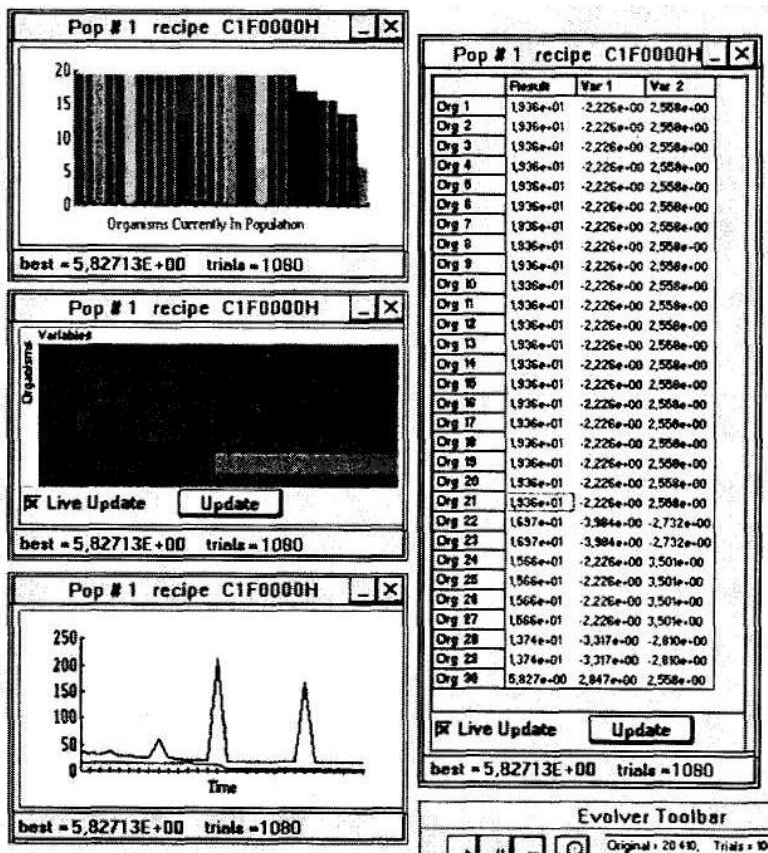 Pop # 1 recipe C1F0000H
20
15
10
5
0
Organisms Currently In Population
best = 5,82713E+00 trials = 1080
Pop # 1 recipe C1F0000H
Variables
Organisms
Live Update Update
best = 5,82713E+00 trials = 1080
Pop # 1 recipe C1F0000H
250
200
150
100
50
0
Time
best = 5,82713E+00 trials = 1080
Pop # 1 recipe C1F0000H
Result Var 1 Var 2
Org 1 1,936e+01 -2,226e+00 2,558e+00
Org 2 1,936e+01 -2,226e+00 2,558e+00
Org 3 1,936e+01 -2,226e+00 2,558e+00
Org 4 1,936e+01 -2,226e+00 2,558e+00
Org 5 1,936e+01 -2,226e+00 2,558e+00
Org 6 1,936e+01 -2,226e+00 2,558e+00
Org 7 1,936e+01 -2,226e+00 2,558e+00
Org 8 1,936e+01 -2,226e+00 2,558e+00
Org 9 1,936e+01 -2,226e+00 2,558e+00
Org 10 1,936e+01 -2,226e+00 2,558e+00
Org 11 1,936e+01 -2,226e+00 2,558e+00
Org 12 1,936e+01 -2,226e+00 2,558e+00
Org 13 1,936e+01 -2,226e+00 2,558e+00
Org 14 1,936e+01 -2,226e+00 2,558e+00
Org 15 1,936e+01 -2,226e+00 2,558e+00
Org 16 1,936e+01 -2,226e+00 2,558e+00
Org 17 1,936e+01 -2,226e+00 2,558e+00
Org 18 1,936e+01 -2,226e+00 2,558e+00
Org 19 1,936e+01 -2,226e+00 2,558e+00
Org 20 1,936e+01 -2,226e+00 2,558e+00
Org 21 1,936e+01 -2,226e+00 2,558e+00
Org 22 1,697e+01 -3,984e+00 -2,732e+00
Org 23 1,697e+01 -3,984e+00 -2,732e+00
Org 24 1,566e+01 -2,226e+00 3,501e+00
Org 25 1,566e+01 -2,226e+00 3,501e+00
Org 26 1,566e+01 -2,226e+00 3,501e+00
Org 27 1,566e+01 -2,226e+00 3,501e+00
Org 28 1,374e+01 -3,317e+00 -2,810e+00
Org 29 1,374e+01 -3,317e+00 -2,810e+00
Org 30 5,827e+00 2,847e+00 2,558e+00
Live Update Update
best = 5,82713E+00 trials = 1080
Evolver Toolbar
Original : 20 410, Trials :